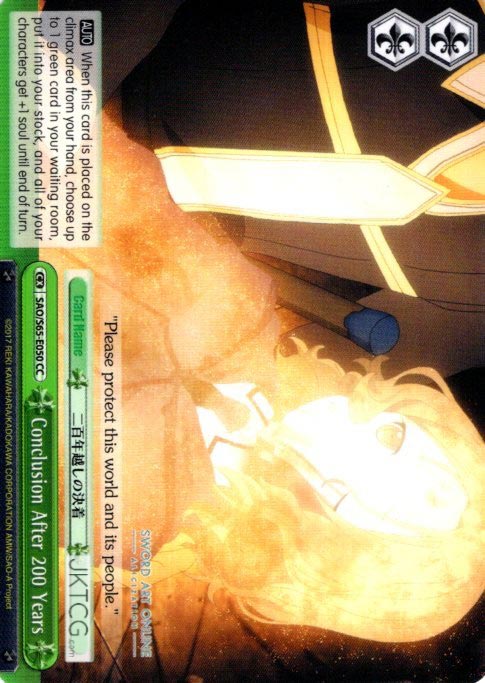 [AUTO] When this card is placed on the
climax area from your hand, choose up
to 1 green card in your waiting room,
put it into your stock, and all of your
characters get +1 soul until end of turn.
"Please protect this world and its people."
SWORD ART ONLINE
ALICIZATION
Card Name
二百年越しの決着
JKTCG.com
CX
SAO/S65-E050 CC
Conclusion After 200 Years
©2017 REKI KAWAHARA/KADOKAWA CORPORATION AMW/SAO-A Project